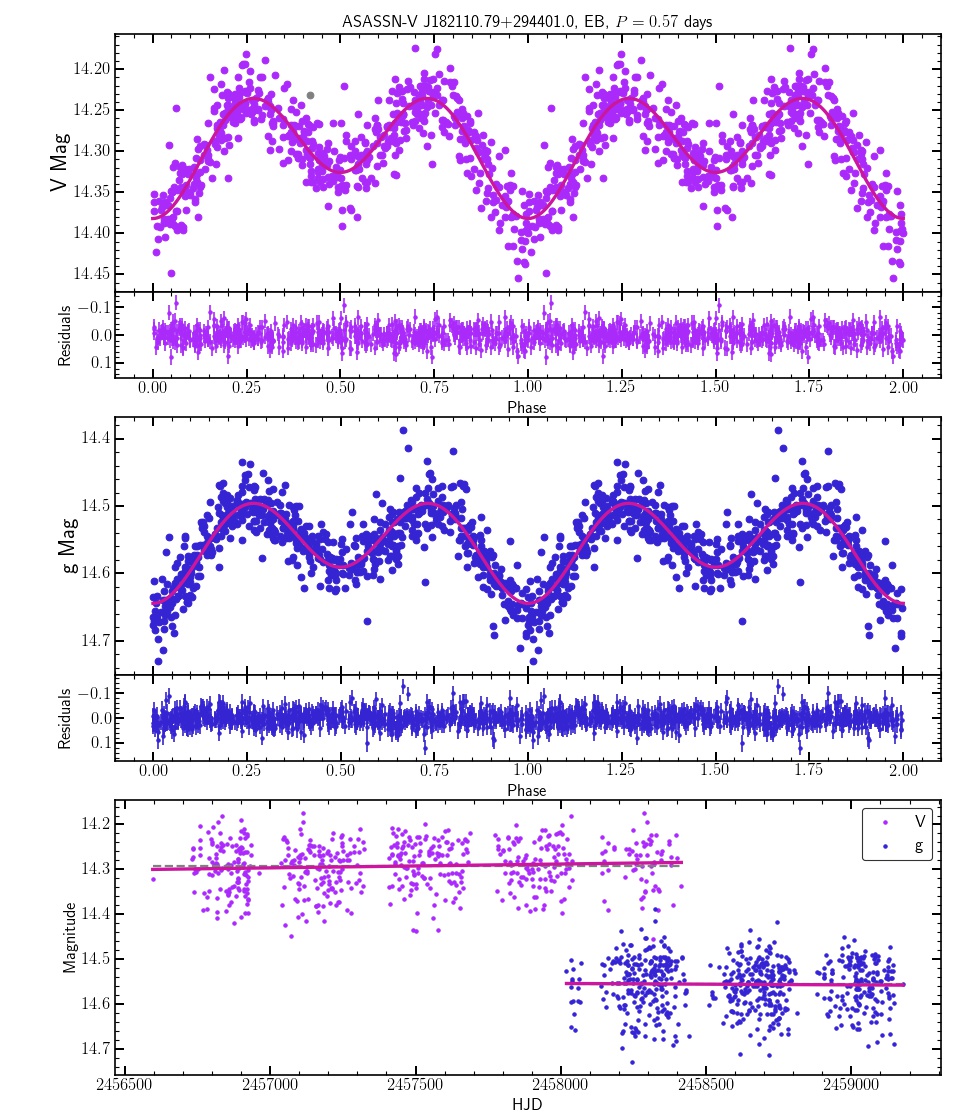 ASASSN-V J182110.79+294401.0, EB, P = 0.57 days
14.20
14.25
14.30
14.35
14.40
14.45
V Mag
−0.1
0.0
0.1
Residuals
0.00 0.25 0.50 0.75 1.00 1.25 1.50 1.75 2.00
Phase
14.4
14.5
14.6
14.7
g Mag
−0.1
0.0
0.1
Residuals
0.00 0.25 0.50 0.75 1.00 1.25 1.50 1.75 2.00
Phase
14.2
14.3
14.4
14.5
14.6
14.7
Magnitude
V
g
2456500 2457000 2457500 2458000 2458500 2459000
HJD